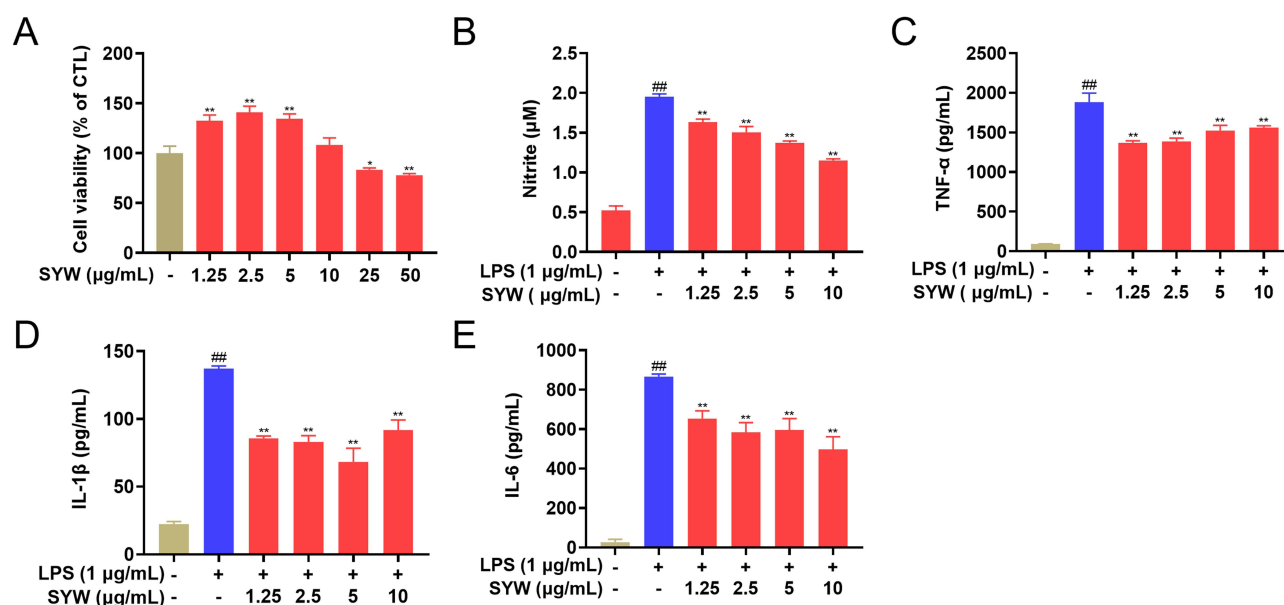 A
Cell viability (% of CTL)
200
150
100
50
0
** ** ** * **
SYW (μg/mL) - 1.25 2.5 5 10 25 50
B
Nitrite (μM)
2.5
2.0
1.5
1.0
0.5
0.0
## ** ** ** **
LPS (1 μg/mL) - + + + + +
SYW ( μg/mL) - - 1.25 2.5 5 10
C
TNF-α (pg/mL)
2500
2000
1500
1000
500
0
## ** ** ** **
LPS (1 μg/mL) - + + + + +
SYW ( μg/mL) - - 1.25 2.5 5 10
D
IL-1β (pg/mL)
150
100
50
0
## ** ** ** **
LPS (1 μg/mL) - + + + + +
SYW (μg/mL) - - 1.25 2.5 5 10
E
IL-6 (pg/mL)
1000
800
600
400
200
0
## ** ** ** **
LPS (1 μg/mL) - + + + + +
SYW (μg/mL) - - 1.25 2.5 5 10